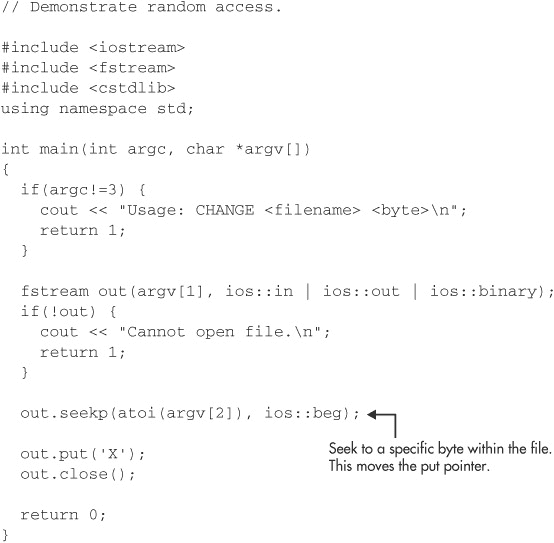 // Demonstrate random access.
#include <iostream>
#include <fstream>
#include <cstdlib>
using namespace std;
int main(int argc, char *argv[])
{
  if(argc!=3) {
    cout << "Usage: CHANGE <filename> <byte>\n";
    return 1;
  }
  fstream out(argv[1], ios::in | ios::out | ios::binary);
  if(!out) {
    cout << "Cannot open file.\n";
    return 1;
  }
  out.seekp(atoi(argv[2]), ios::beg);
Seek to a specific byte within the file.
This moves the put pointer.
  out.put('X');
  out.close();
  return 0;
}